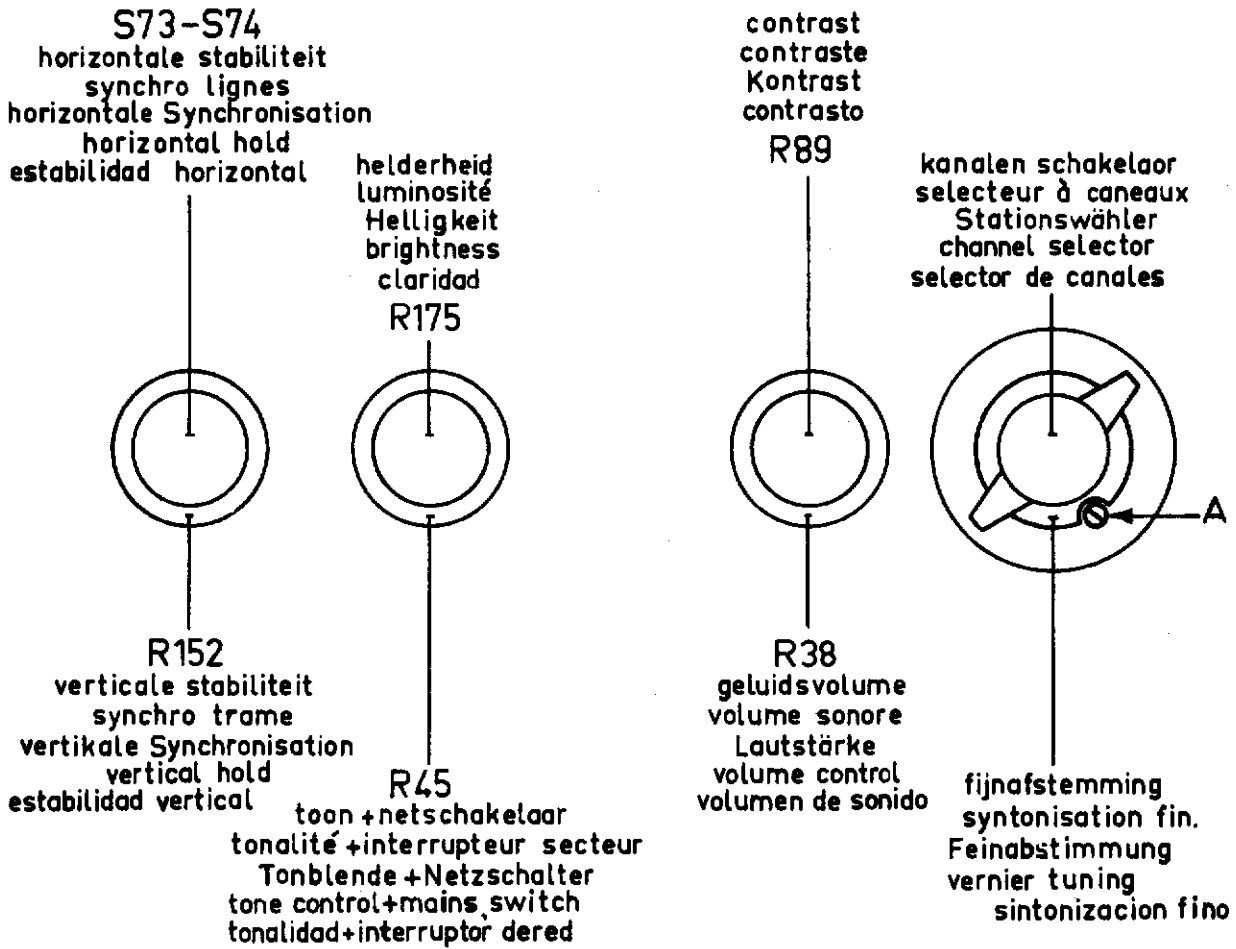 S73-S74
horizontale stabiliteit
synchro lignes
horizontale Synchronisation
horizontal hold
estabilidad horizontal
helderheid
luminosité
Helligkeit
brightness
claridad
R175
contrast
contraste
Kontrast
contrasto
R89
kanalen schakelaar
selecteur à caneaux
Stationswähler
channel selector
selector de canales
A
R152
verticale stabiliteit
synchro trame
vertikale Synchronisation
vertical hold
estabilidad vertical
R45
toon+netschakelaar
tonalité+interrupteur secteur
Tonblende+Netzschalter
tone control+mains switch
tonalidad+interruptor dered
R38
geluidsvolume
volume sonore
Lautstärke
volume control
volumen de sonido
fijnafstemming
syntonisation fin.
Feinabstimmung
vernier tuning
sintonizacion fino